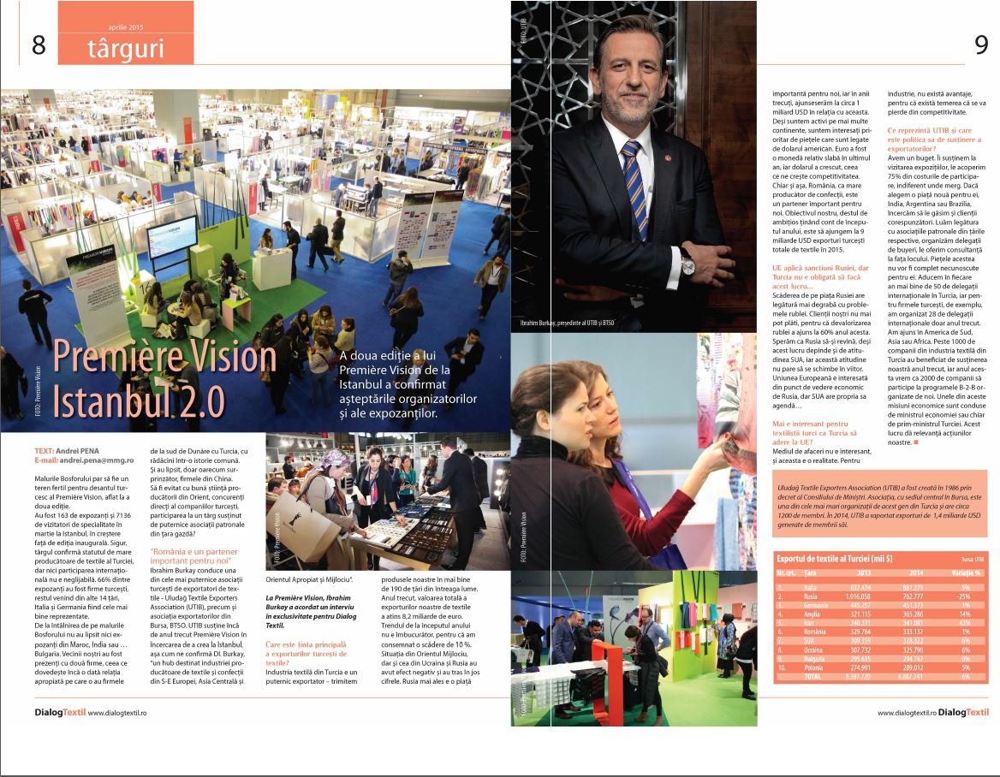 8
aprilie 2015
târguri
PREMIÈREVISION
FOTO: Première Vision
Première Vision
Istanbul 2.0
A doua ediție a lui
Première Vision de la
Istanbul a confirmat
așteptările organizatorilor
și ale expozanților.
TEXT: Andrei PENA
E-mail: andrei.pena@mmg.ro
Malurile Bosforului par să fie un
teren fertil pentru desantul tur-
cesc al Première Vision, aflat la a
doua ediție.
Au fost 163 de expozanți și 7136
de vizitatori de specialitate în
martie la Istanbul, în creștere
față de ediția inaugurală. Sigur,
târgul confirmă statutul de mare
producătoare de textile al Turciei,
dar nici participarea internațio-
nală nu e neglijabilă. 66% dintre
expozanți au fost firme turcești,
restul venind din alte 14 țări,
Italia și Germania fiind cele mai
bine reprezentate.
De la întâlnirea de pe malurile
Bosforului nu au lipsit nici ex-
pozanți din Maroc, India sau …
Bulgaria. Vecinii noștri au fost
prezenți cu două firme, ceea ce
dovedește încă o dată relația
apropiată pe care o au firmele
de la sud de Dunăre cu Turcia, cu
rădăcini într-o istorie comună.
Și au lipsit, doar oarecum sur-
prinzător, firmele din China.
Să fi evitat cu bună știință pro-
ducătorii din Orient, concurenți
direcți al companiilor turcești,
participarea la un târg susținut
de puternice asociații patronale
din țara gazdă?
“România e un partener
important pentru noi”
Ibrahim Burkay conduce una
din cele mai puternice asociații
turcești de exportatori de tex-
tile - Uludağ Textile Exporters
Association (UTIB), precum și
asociația exportatorilor din
Bursa, BTSO. UTIB susține încă
de anul trecut Première Vision în
încercarea de a crea la Istanbul,
așa cum ne confirmă Dl. Burkay,
“un hub destinat industriei pro-
ducătoare de textile și confecții
din S-E Europei, Asia Centrală și
FOTO: Première Vision
Orientul Apropiat și Mijlociu”.
La Première Vision, Ibrahim
Burkay a acordat un interviu
în exclusivitate pentru Dialog
Textil.
Care este ținta principală
a exporturilor turcești de
textile?
Industria textilă din Turcia e un
puternic exportator – trimitem
produsele noastre în mai bine
de 190 de țări din întreaga lume.
Anul trecut, valoarea totală a
exporturilor noastre de textile
a atins 8,2 miliarde de euro.
Trendul de la începutul anului
nu e îmbucurător, pentru că am
consemnat o scădere de 10 %.
Situația din Orientul Mijlociu,
dar și cea din Ucraina și Rusia au
avut efect negativ și au tras în jos
cifrele. Rusia mai ales e o piață
DialogTextil www.dialogtextil.ro
FOTO: UTIB
Ibrahim Burkay, președinte al UTIB și BTSO
FOTO: Première Vision
9
importantă pentru noi, iar în anii
trecuți, ajunseserăm la circa 1
miliard USD în relația cu aceasta.
Deși suntem activi pe mai multe
continente, suntem interesați pri-
oritar de piețele care sunt legate
de dolarul american. Euro a fost
o monedă relativ slabă în ultimul
an, iar dolarul a crescut, ceea
ce ne crește competitivitatea.
Chiar și așa, România, ca mare
producător de confecții, este
un partener important pentru
noi. Obiectivul nostru, destul de
ambițios ținând cont de începu-
tul anului, este să ajungem la 9
miliarde USD exporturi turcești
totale de textile în 2015.
UE aplică sancțiuni Rusiei, dar
Turcia nu e obligată să facă
acest lucru…
Scăderea de pe piața Rusiei are
legătură mai degrabă cu proble-
mele rublei. Clienții noștri nu mai
pot plăti, pentru că devalorizarea
rublei a ajuns la 60% anul acesta.
Sperăm ca Rusia să-și revină, deși
acest lucru depinde și de atitu-
dinea SUA, iar această atitudine
nu pare să se schimbe în viitor.
Uniunea Europeană e interesată
din punct de vedere economic
de Rusia, dar SUA are propria sa
agendă…
Mai e interesant pentru
textiliștii turci ca Turcia să
adere la UE?
Mediul de afaceri nu e interesant,
și aceasta e o realitate. Pentru
industrie, nu există avantaje,
pentru că există temerea că se va
pierde din competitivitate.
Ce reprezintă UTIB și care
este politica sa de susținere a
exportatorilor?
Avem un buget. Îi susținem la
vizitarea expozițiilor, le acoperim
75% din costurile de participa-
re, indiferent unde merg. Dacă
alegem o piață nouă pentru ei,
India, Argentina sau Brazilia,
încercăm să le găsim și clienții
corespunzători. Luăm legătura
cu asociațiile patronale din țările
respective, organizăm delegații
de buyeri, le oferim consultanță
la fața locului. Piețele acestea
nu vor fi complet necunoscute
pentru ei. Aducem în fiecare
an mai bine de 50 de delegații
internaționale în Turcia, iar pen-
tru firmele turcești, de exemplu,
am organizat 28 de delegații
internaționale doar anul trecut.
Am ajuns în America de Sud,
Asia sau Africa. Peste 1000 de
companii din industria textilă din
Turcia au beneficiat de susținerea
noastră anul trecut, iar anul aces-
ta vrem ca 2000 de companii să
participe la programele B-2-B or-
ganizate de noi. Unele din aceste
misiuni economice sunt conduse
de ministrul economiei sau chiar
de prim-ministrul Turciei. Acest
lucru dă relevanță acțiunilor
noastre.
Uludağ Textile Exporters Association (UTIB) a fost creată în 1986 prin
decret al Consiliului de Miniștri. Asociația, cu sediul central în Bursa, este
una din cele mai mari organizații de acest gen din Turcia și are circa
1200 de membri. În 2014, UTIB a raportat exporturi de 1,4 miliarde USD
generate de membrii săi.
Exportul de textile al Turciei (mii $) Sursa: UTIB
Nr. crt. Țara 2013 2014 Variație %
1. Italia 837.474 881.279 5%
2. Rusia 1.016.058 762.777 -25%
3. Germania 445.257 451.373 1%
4. Anglia 321.115 365.286 14%
5. Iran 240.331 341.081 42%
6. România 329.764 333.137 1%
7. SUA 309.359 328.322 6%
8. Ucraina 307.732 325.790 6%
9. Bulgaria 295.635 294.747 0%
10. Polonia 274.991 289.012 5%
TOTAL 8.387.720 8.887.741 6%
www.dialogtextil.ro DialogTextil